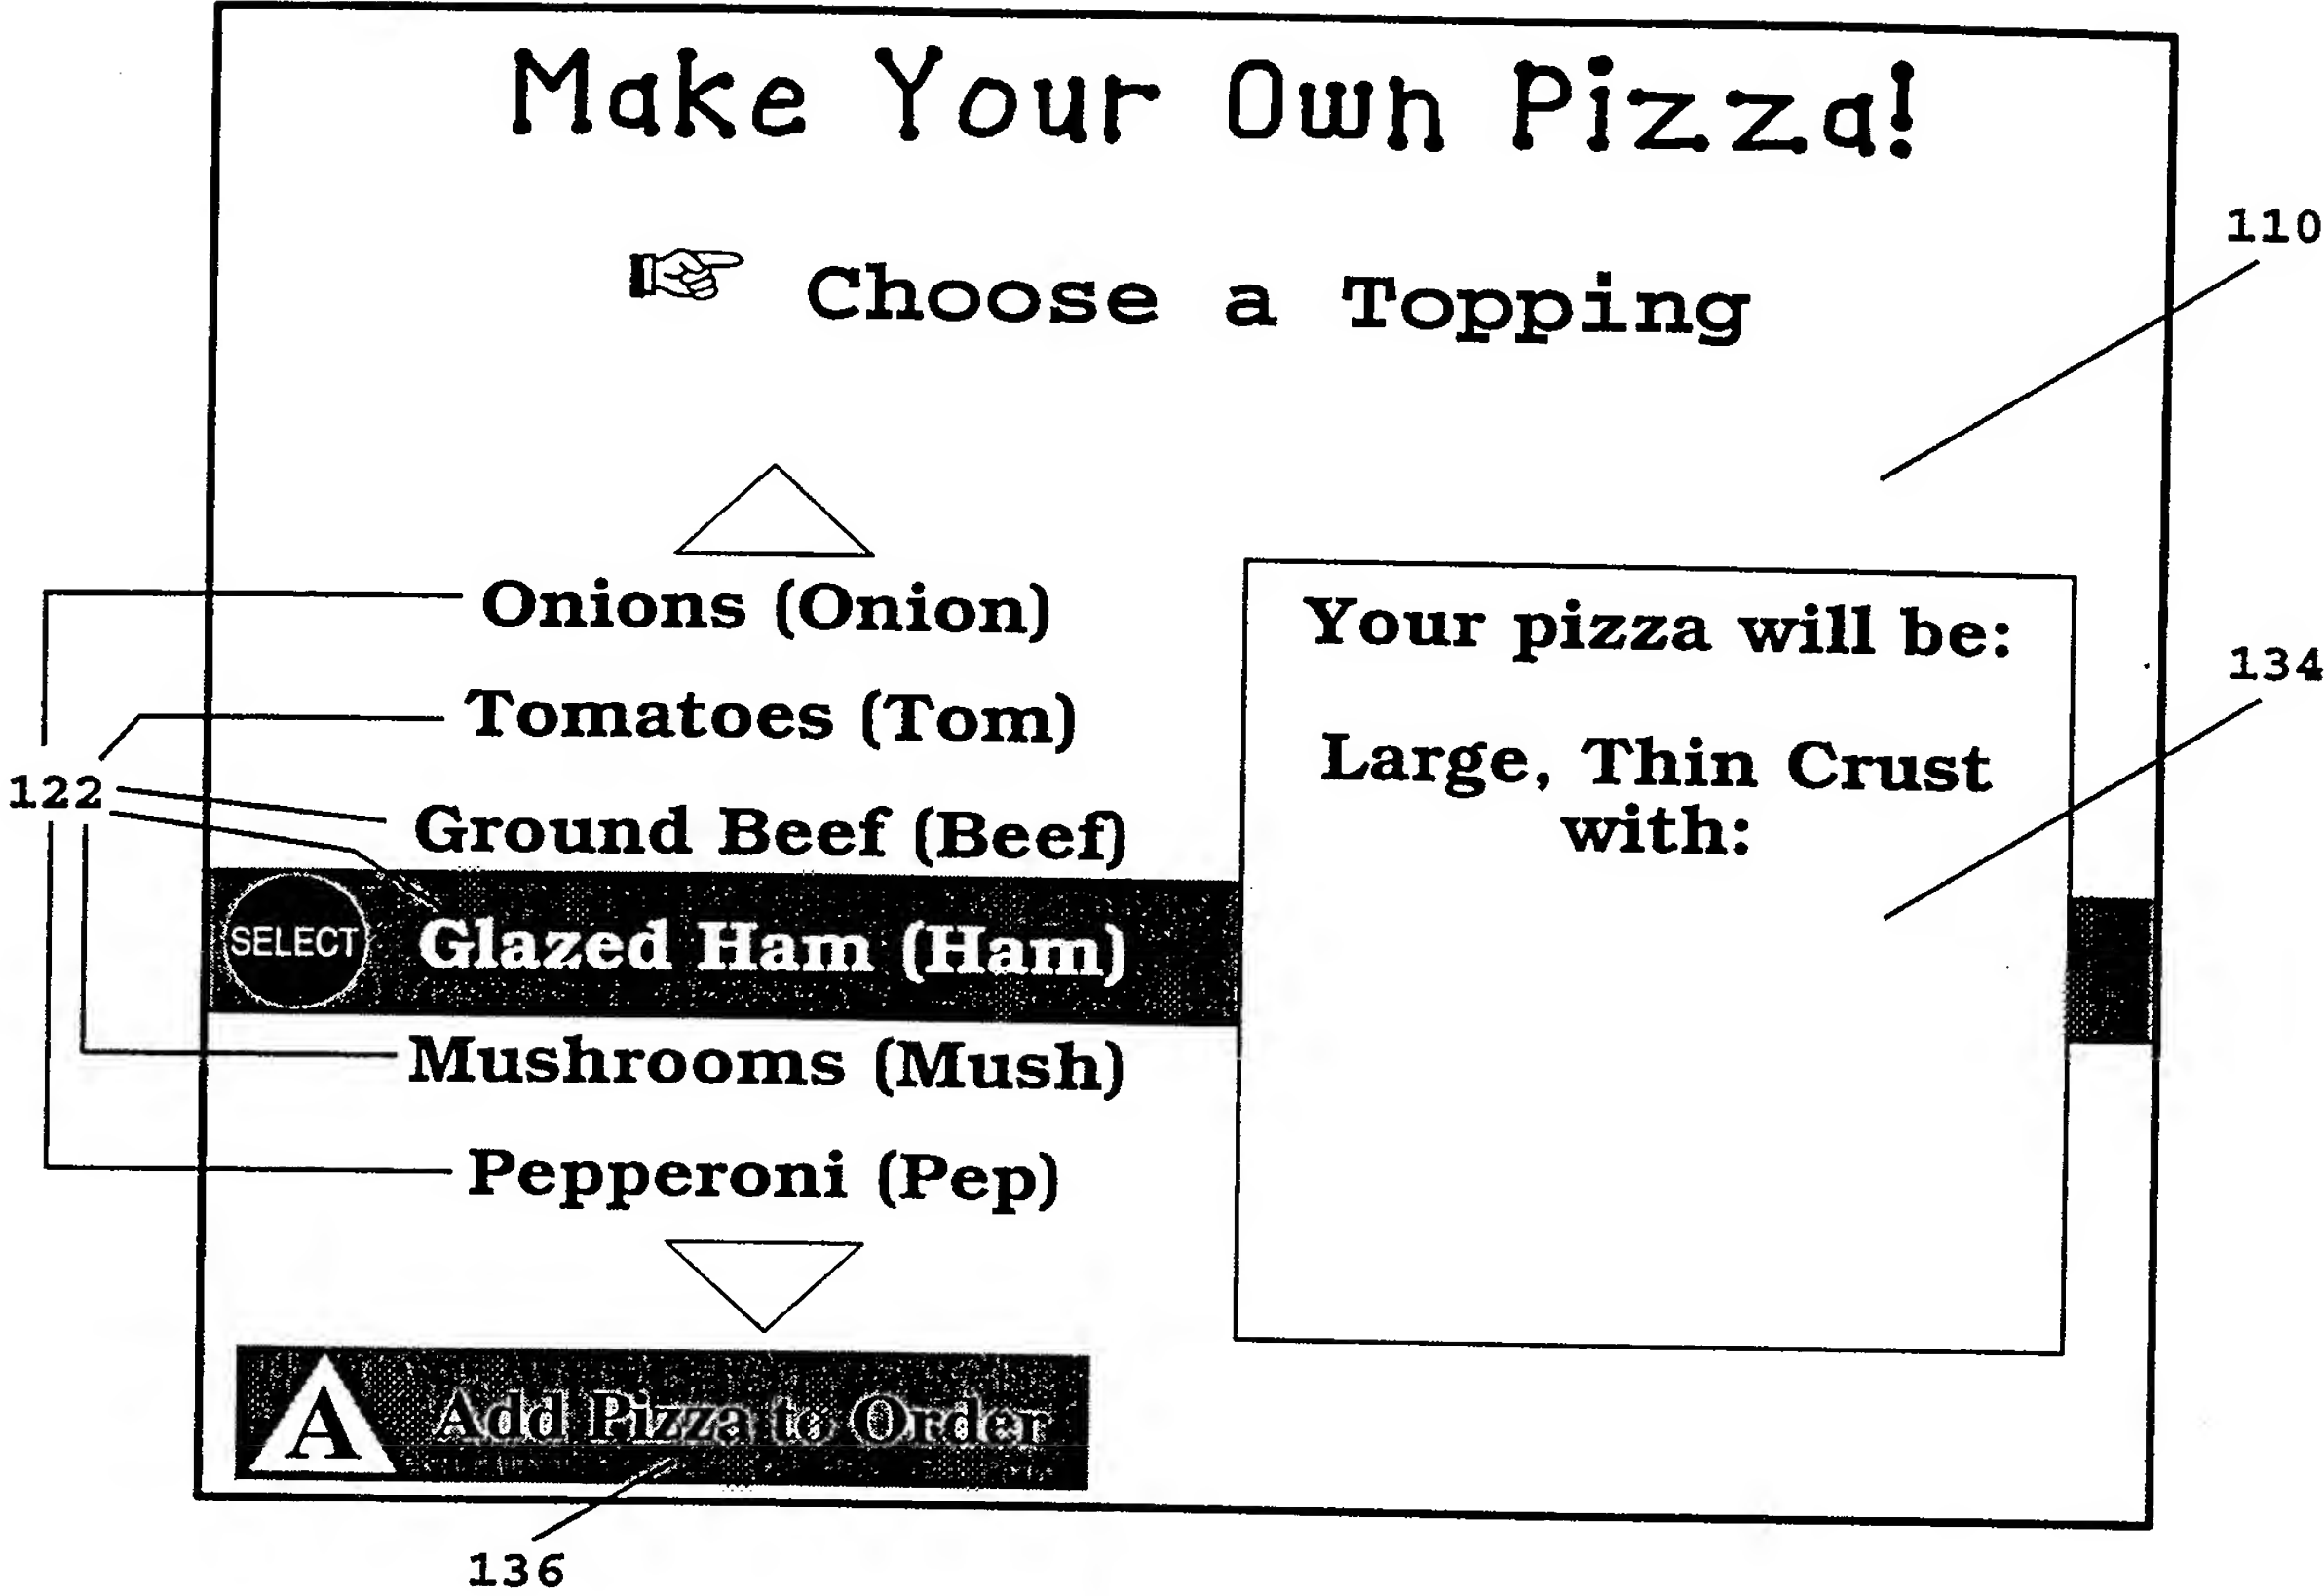 Make Your Own Pizza!
☞ Choose a Topping
110
Onions (Onion)
Tomatoes (Tom)
122
Ground Beef (Beef)
SELECT Glazed Ham (Ham)
Mushrooms (Mush)
Pepperoni (Pep)
A Add Pizza to Order
136
Your pizza will be:
Large, Thin Crust
with:
134